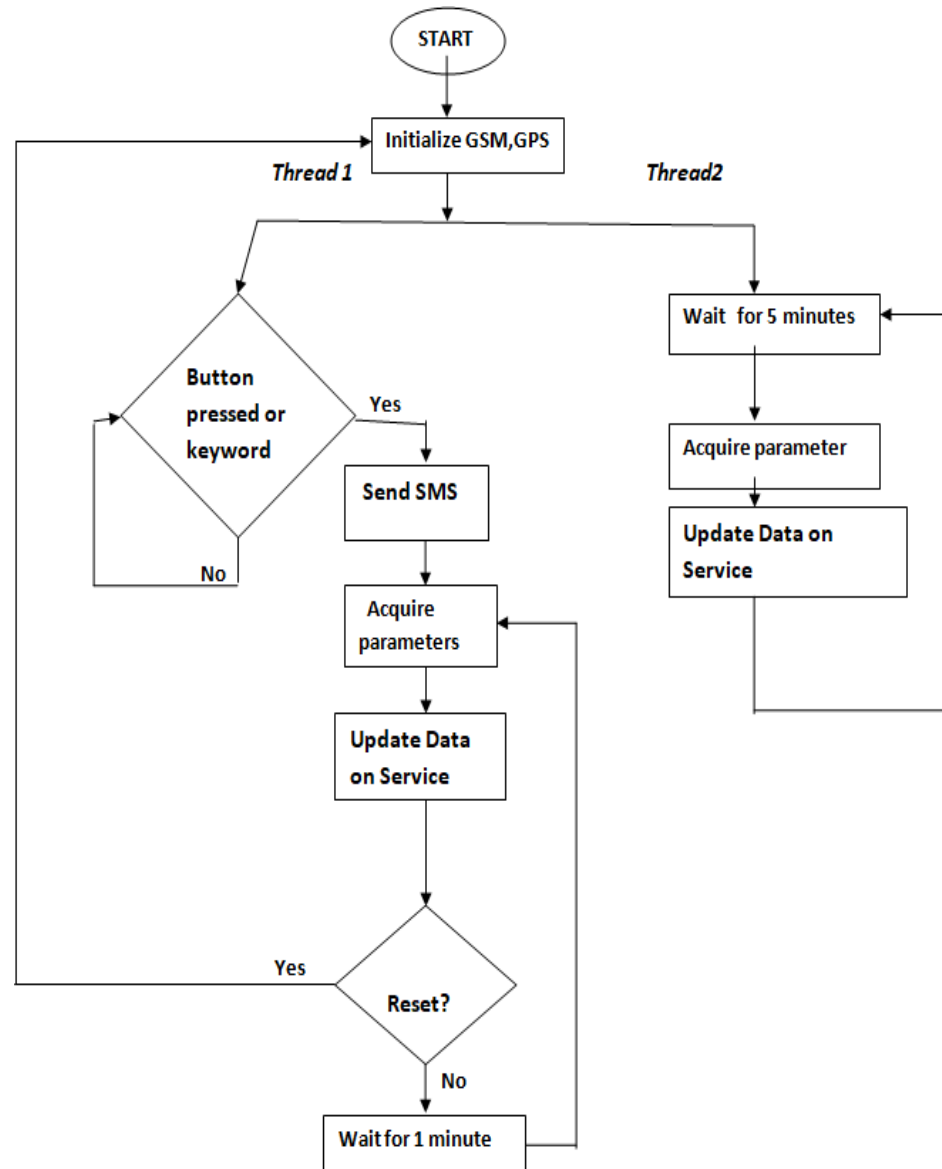 START
Initialize GSM,GPS
Thread 1
Thread2
Button
pressed or
keyword
Yes
No
Send SMS
Acquire
parameters
Update Data
on Service
Reset?
Yes
No
Wait for 1 minute
Wait for 5 minutes
Acquire parameter
Update Data on
Service